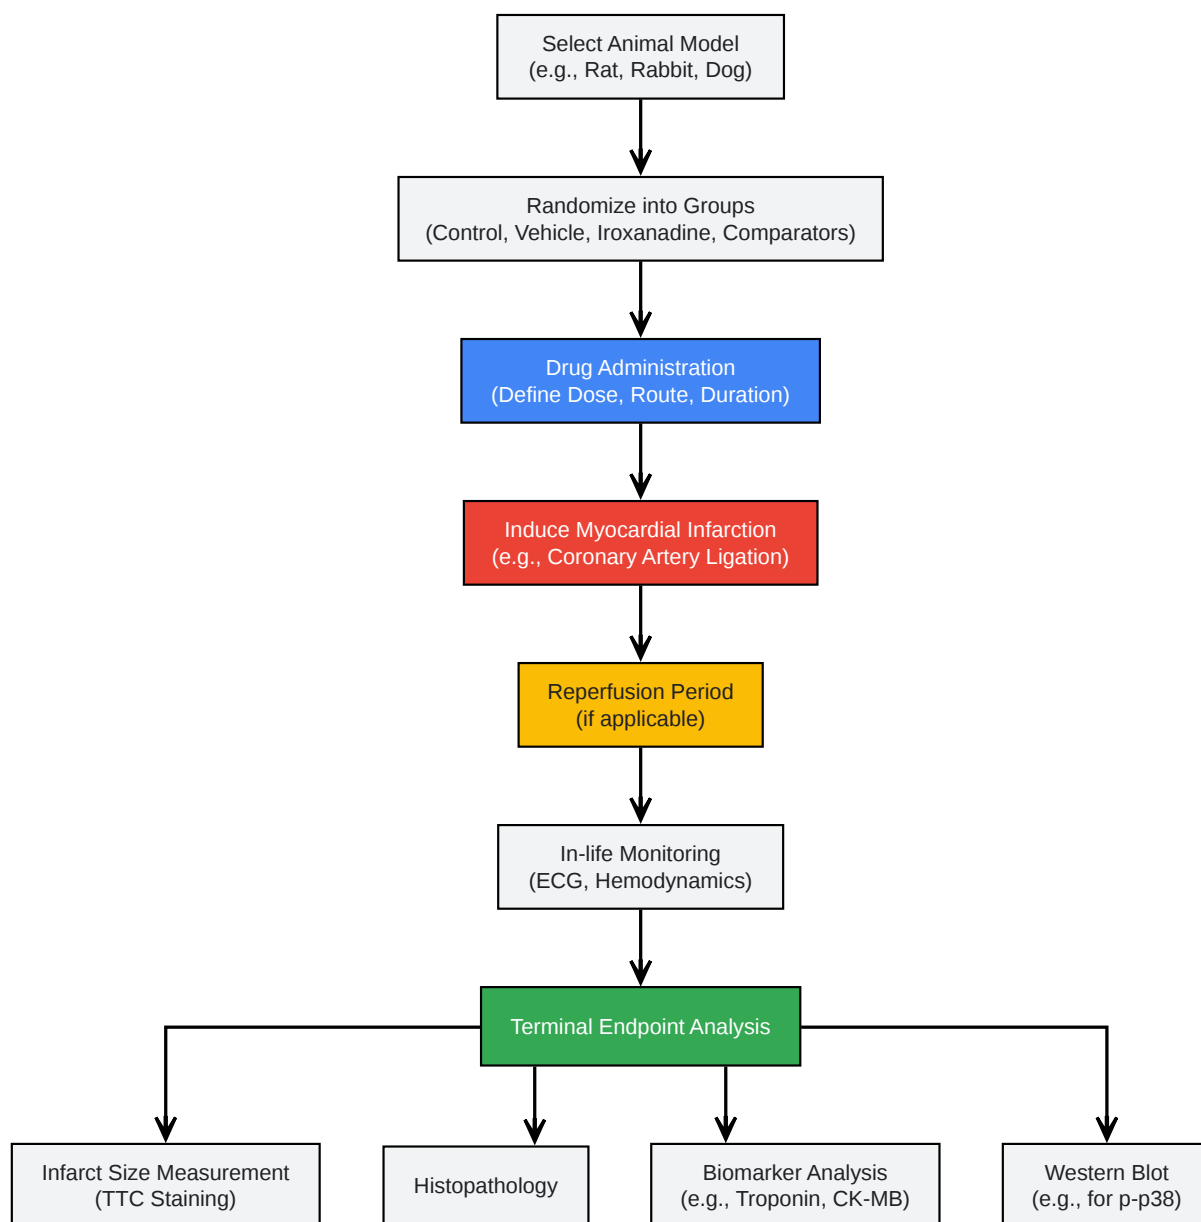 Select Animal Model
(e.g., Rat, Rabbit, Dog)
Randomize into Groups
(Control, Vehicle, Iroxanadine, Comparators)
Drug Administration
(Define Dose, Route, Duration)
Induce Myocardial Infarction
(e.g., Coronary Artery Ligation)
Reperfusion Period
(if applicable)
In-life Monitoring
(ECG, Hemodynamics)
Terminal Endpoint Analysis
Infarct Size Measurement
(TTC Staining)
Histopathology
Biomarker Analysis
(e.g., Troponin, CK-MB)
Western Blot
(e.g., for p-p38)